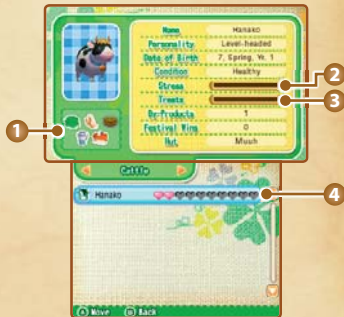 Name Hanako
Personality Level-headed
Date of Birth 7, Spring, Yr. 1
Condition Healthy
Stress
2
Treats
3
By-Products 1
1
Festival Wins 0
Hut Muuh
Cattle
Hanako
4
A Move B Back